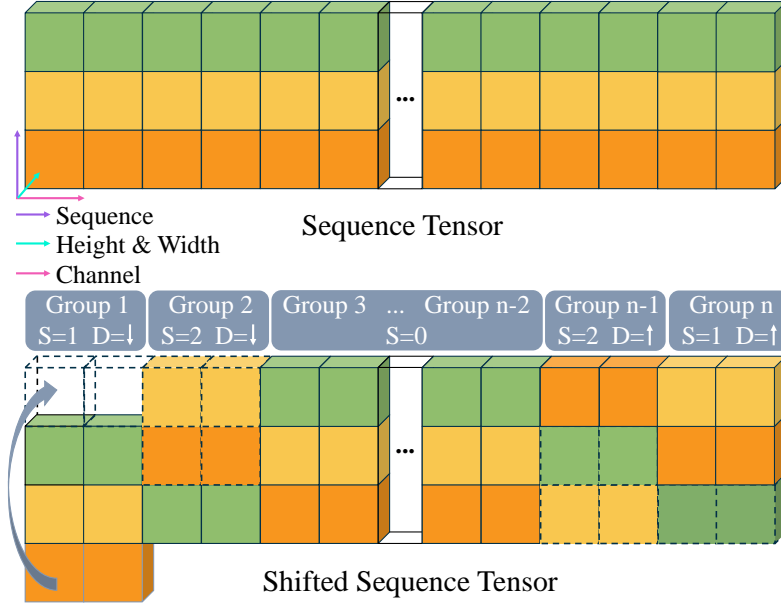 ...
Sequence Tensor
Sequence
Height & Width
Channel
Group 1
S=1 D=↓
Group 2
S=2 D=↓
Group 3 ... Group n-2
S=0
Group n-1
S=2 D=↑
Group n
S=1 D=↑
...
Shifted Sequence Tensor